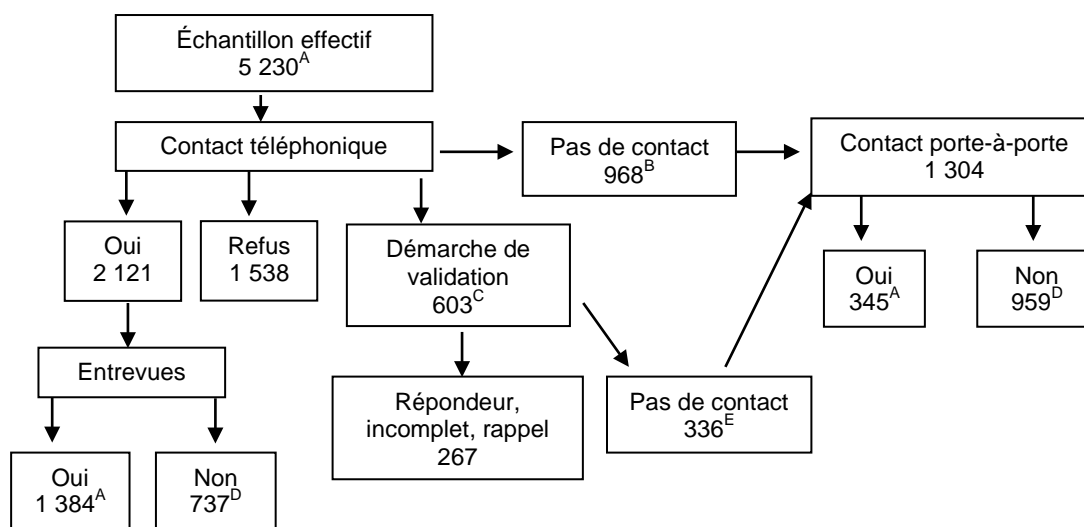 Échantillon effectif
5 230A
Contact téléphonique
Pas de contact
968B
Contact porte-à-porte
1 304
Oui
2 121
Refus
1 538
Démarche de
validation
603C
Oui
345A
Non
959D
Entrevues
Répondeur,
incomplet, rappel
267
Pas de contact
336E
Oui
1 384A
Non
737D